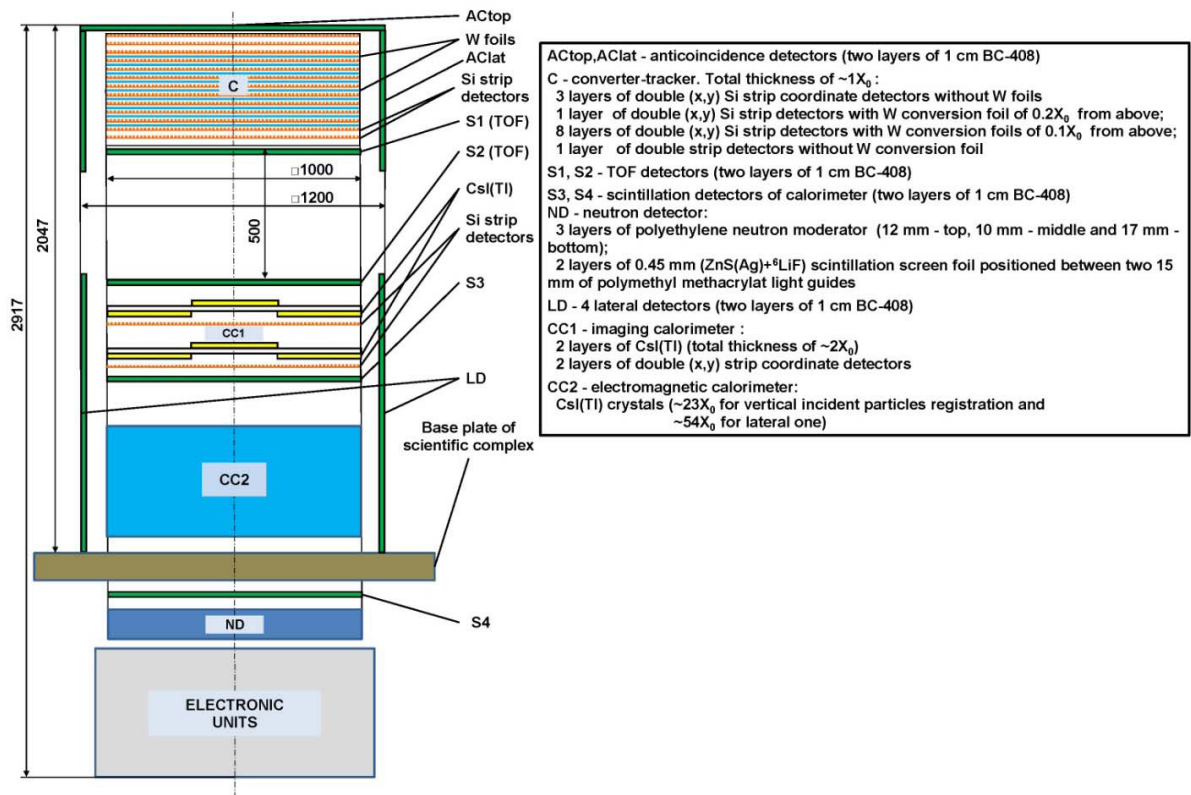 ACtop
W foils
AClat
Si strip
detectors
S1 (TOF)
S2 (TOF)
CsI(Tl)
Si strip
detectors
S3
LD
Base plate of
scientific complex
S4
C
□1000
□1200
500
2047
2917
CC1
CC2
ND
ELECTRONIC
UNITS
ACtop,AClat - anticoincidence detectors (two layers of 1 cm BC-408)
C - converter-tracker. Total thickness of ~1X₀ :
3 layers of double (x,y) Si strip coordinate detectors without W foils
1 layer of double (x,y) Si strip detectors with W conversion foil of 0.2X₀ from above;
8 layers of double (x,y) Si strip detectors with W conversion foils of 0.1X₀ from above;
1 layer of double strip detectors without W conversion foil
S1, S2 - TOF detectors (two layers of 1 cm BC-408)
S3, S4 - scintillation detectors of calorimeter (two layers of 1 cm BC-408)
ND - neutron detector:
3 layers of polyethylene neutron moderator (12 mm - top, 10 mm - middle and 17 mm -
bottom);
2 layers of 0.45 mm (ZnS(Ag)+⁶LiF) scintillation screen foil positioned between two 15
mm of polymethyl methacrylat light guides
LD - 4 lateral detectors (two layers of 1 cm BC-408)
CC1 - imaging calorimeter :
2 layers of CsI(Tl) (total thickness of ~2X₀)
2 layers of double (x,y) strip coordinate detectors
CC2 - electromagnetic calorimeter:
CsI(Tl) crystals (~23X₀ for vertical incident particles registration and
~54X₀ for lateral one)